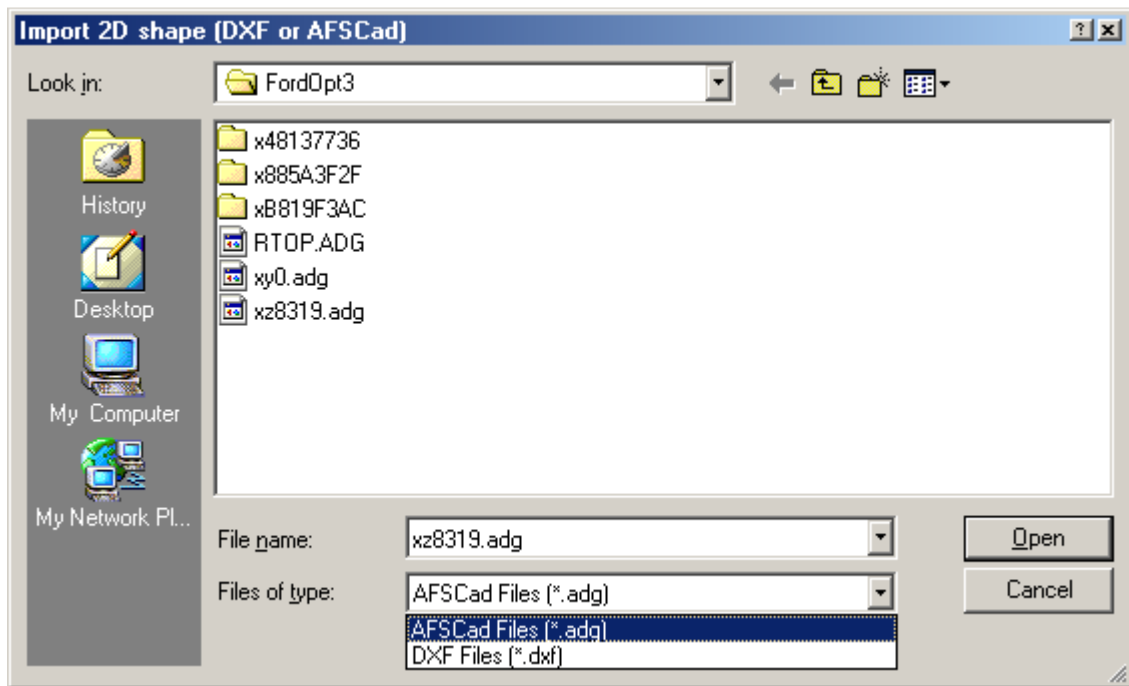 Import 2D shape (DXF or AFSCad)
Look in:
FordOpt3
x48137736
x885A3F2F
xB819F3AC
RTOP.ADG
xy0.adg
xz8319.adg
History
Desktop
My Computer
My Network Pl...
File name:
xz8319.adg
Open
Files of type:
AFSCad Files (*.adg)
Cancel
AFSCad Files (*.adg)
DXF Files (*.dxf)